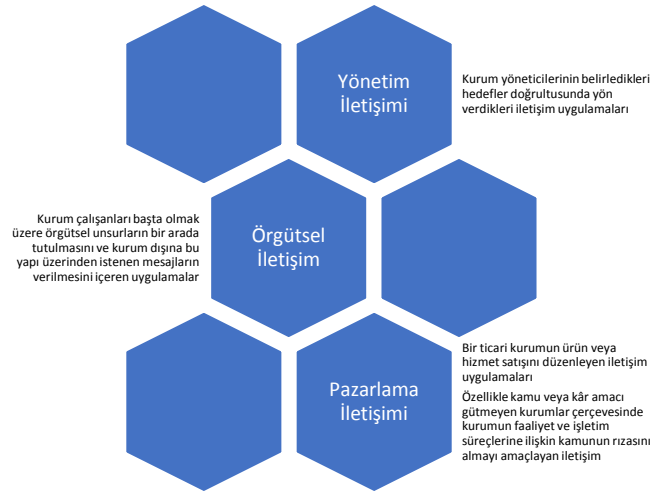 Yönetim
İletişimi
Kurum yöneticilerinin belirledikleri
hedefler doğrultusunda yön
verdikleri iletişim uygulamaları
Kurum çalışanları başta olmak
üzere örgütsel unsurların bir arada
tutulmasını ve kurum dışına bu
yapı üzerinden istenen mesajların
verilmesini içeren uygulamalar
Örgütsel
İletişim
Pazarlama
İletişimi
Bir ticari kurumun ürün veya
hizmet satışını düzenleyen iletişim
uygulamaları
Özellikle kamu veya kâr amacı
gütmeyen kurumlar çerçevesinde
kurumun faaliyet ve işletim
süreçlerine ilişkin kamunun rızasını
almayı amaçlayan iletişim